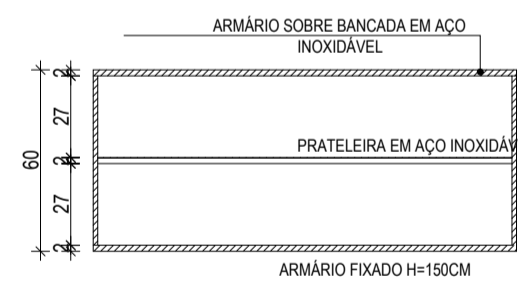 ARMÁRIO SOBRE BANCADA EM AÇO
INOXIDÁVEL
2
27
60
2
PRATELEIRA EM AÇO INOXIDÁV
27
2
ARMÁRIO FIXADO H=150CM